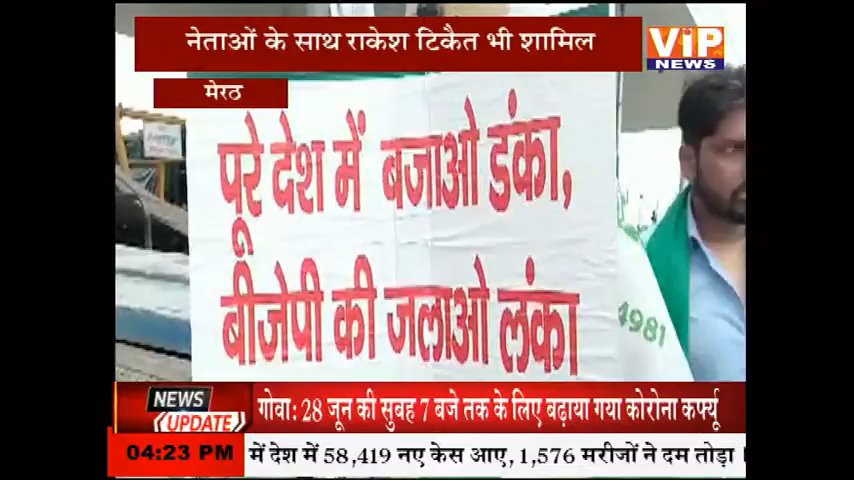 नेताओं के साथ राकेश टिकैत भी शामिल
ViP
NEWS
मेरठ
पूरे देश में बजाओ डंका,
बीजेपी की जलाओ लंका
4981
NEWS
UPDATE
गोवा: 28 जून की सुबह 7 बजे तक के लिए बढ़ाया गया कोरोना कर्फ्यू
04:23 PM
में देश में 58,419 नए केस आए, 1,576 मरीजों ने दम तोड़ा।